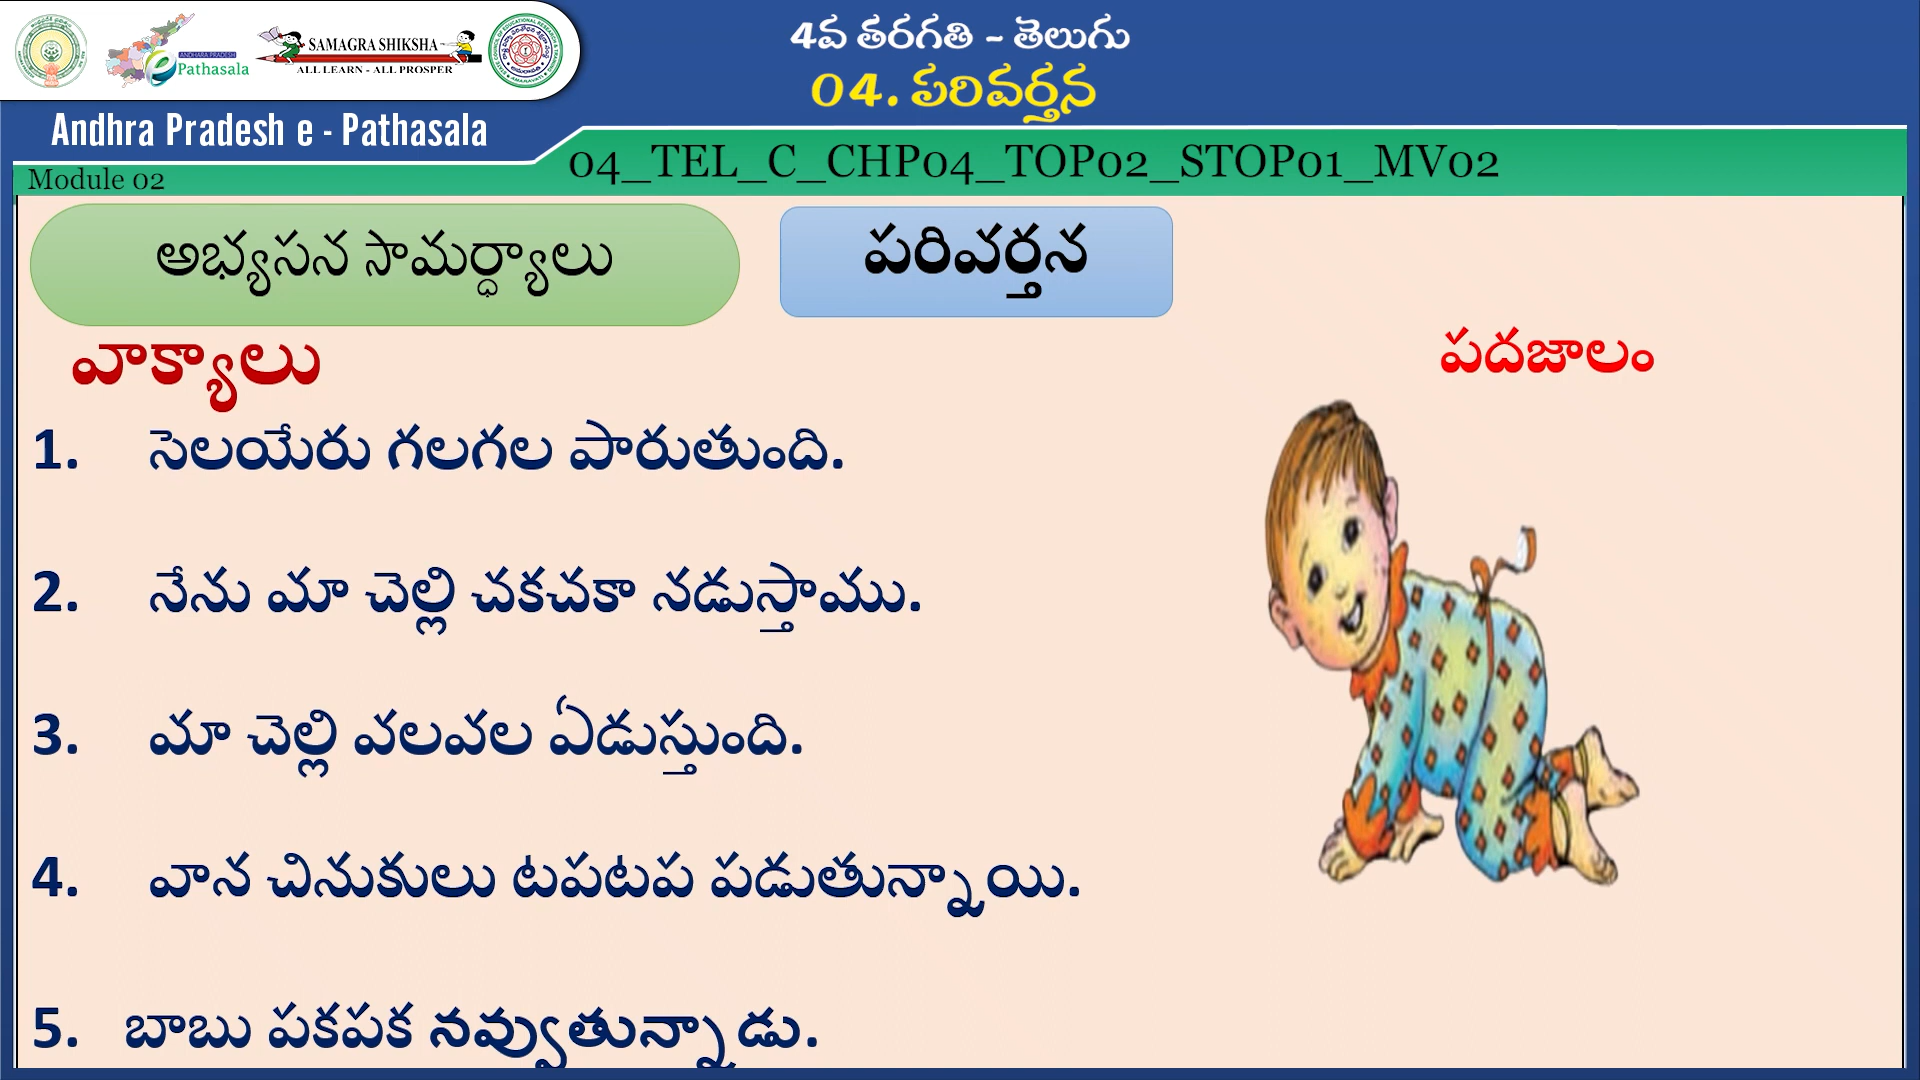 SAMAGRA SHIKSHA
ALL LEARN - ALL PROSPER
ANDHRA PRADESH
e Pathasala
4వ తరగతి – తెలుగు
04. పరివర్తన
Andhra Pradesh e - Pathasala
Module 02
04_TEL_C_CHP04_TOP02_STOP01_MV02
అభ్యసన సామర్ధ్యాలు
పరివర్తన
వాక్యాలు
పదజాలం
1. సెలయేరు గలగల పారుతుంది.
2. నేను మా చెల్లి చకచకా నడుస్తాము.
3. మా చెల్లి వలవల ఏడుస్తుంది.
4. వాన చినుకులు టపటప పడుతున్నాయి.
5. బాబు పకపక నవ్వుతున్నాడు.